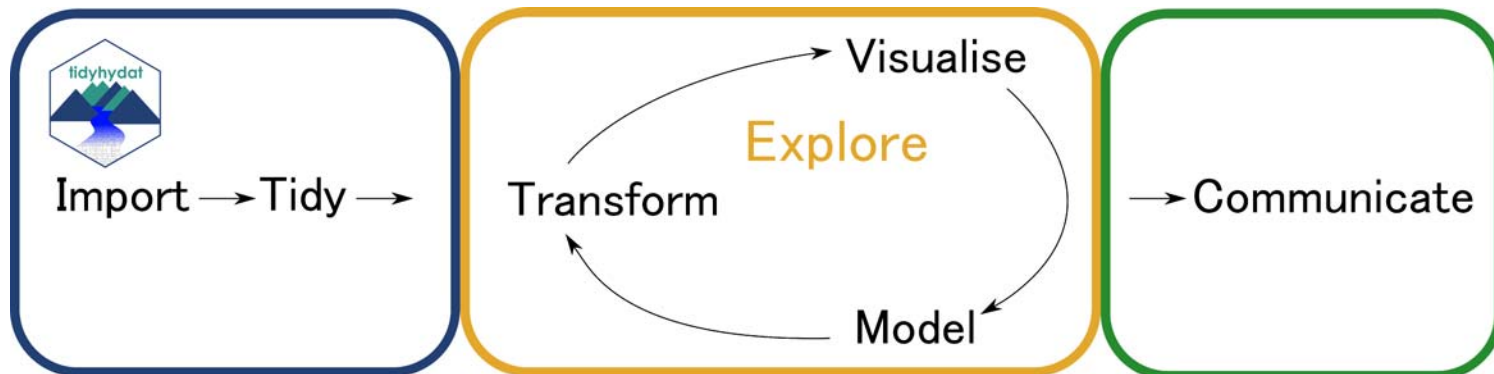 tidyhydat
Import
Tidy
Transform
Visualise
Explore
Model
Communicate